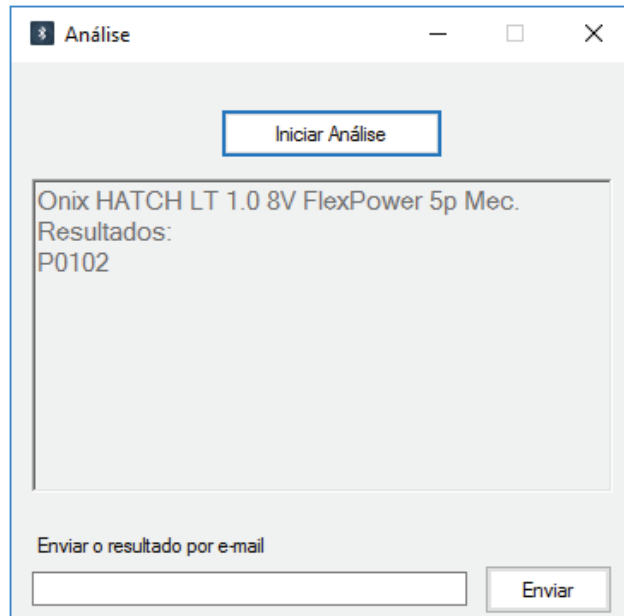 Análise
Iniciar Análise
Onix HATCH LT 1.0 8V FlexPower 5p Mec.
Resultados:
P0102
Enviar o resultado por e-mail
Enviar